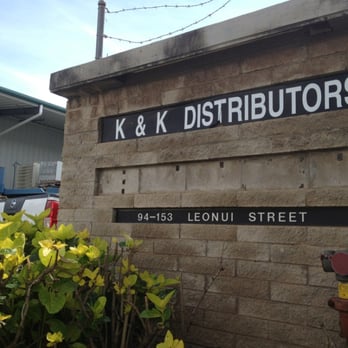 K & K DISTRIBUTORS
94-153 LEONUI STREET